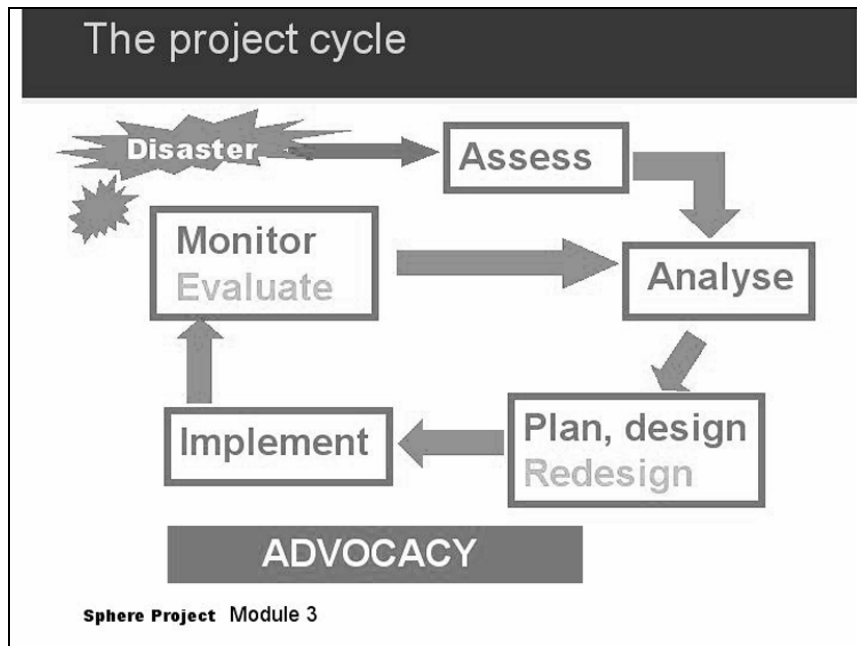 The project cycle
Disaster
Assess
Monitor
Evaluate
Analyse
Implement
Plan, design
Redesign
ADVOCACY
Sphere Project Module 3